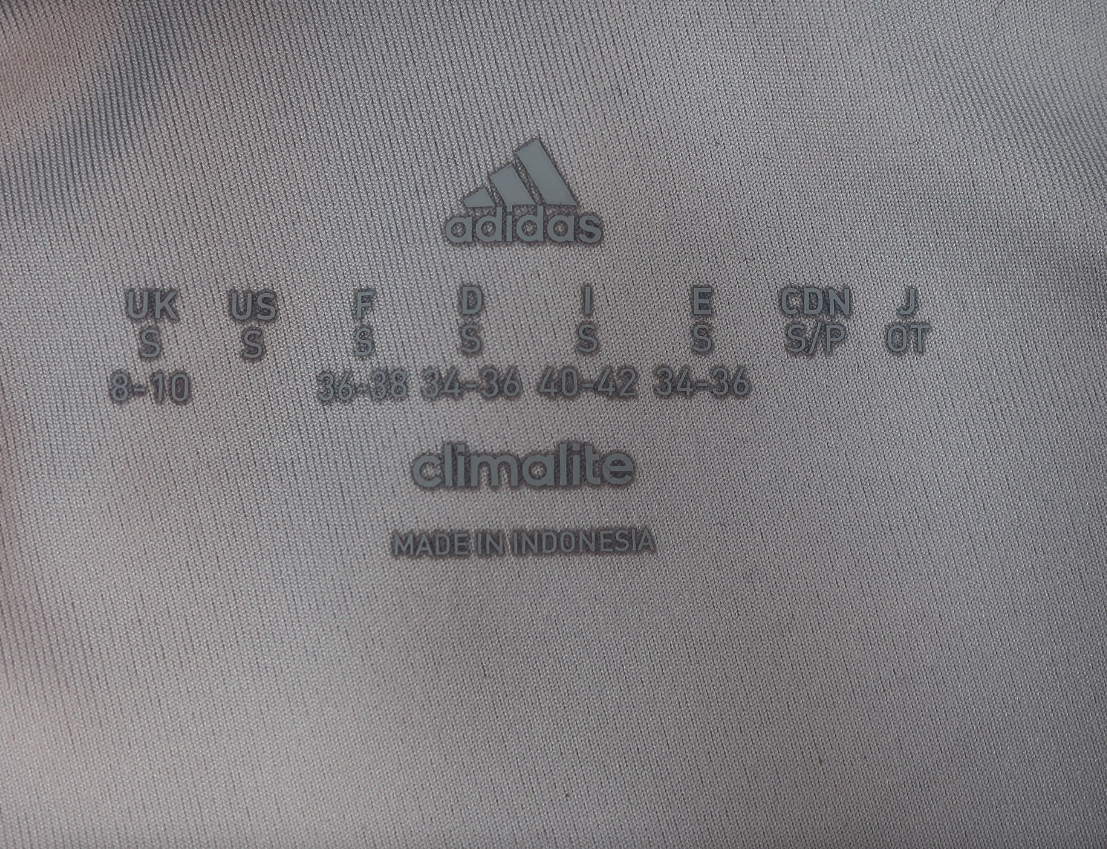 adidas
UK US F D I E CDN J
S S S S S S S/P OT
8-10 36-38 34-36 40-42 34-36
climalite
MADE IN INDONESIA